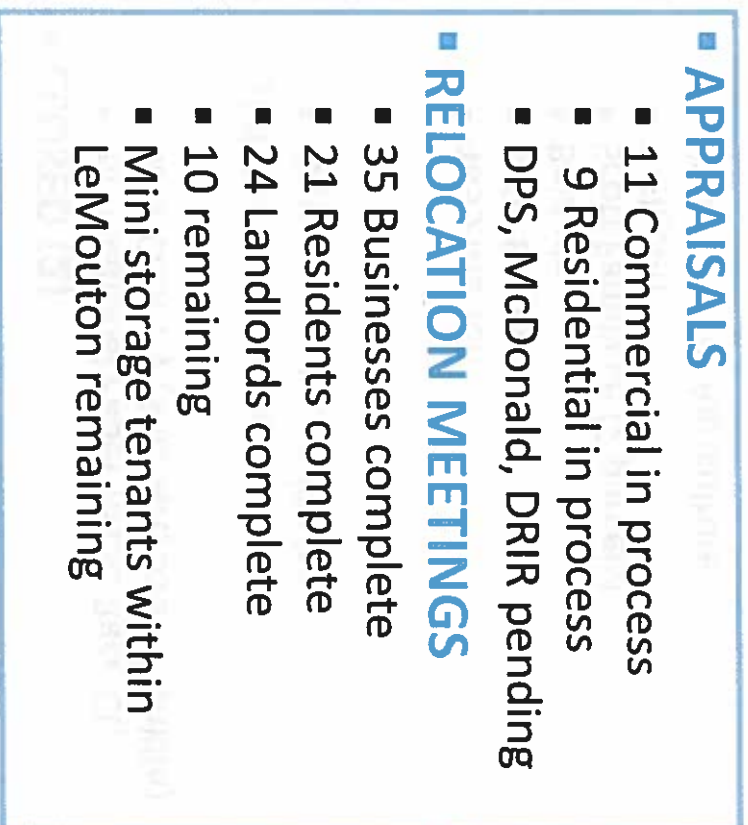 ▪ APPRAISALS
▪ 11 Commercial in process
▪ 9 Residential in process
▪ DPS, McDonald, DRIR pending
▪ RELOCATION MEETINGS
▪ 35 Businesses complete
▪ 21 Residents complete
▪ 24 Landlords complete
▪ 10 remaining
▪ Mini storage tenants within
LeMouton remaining